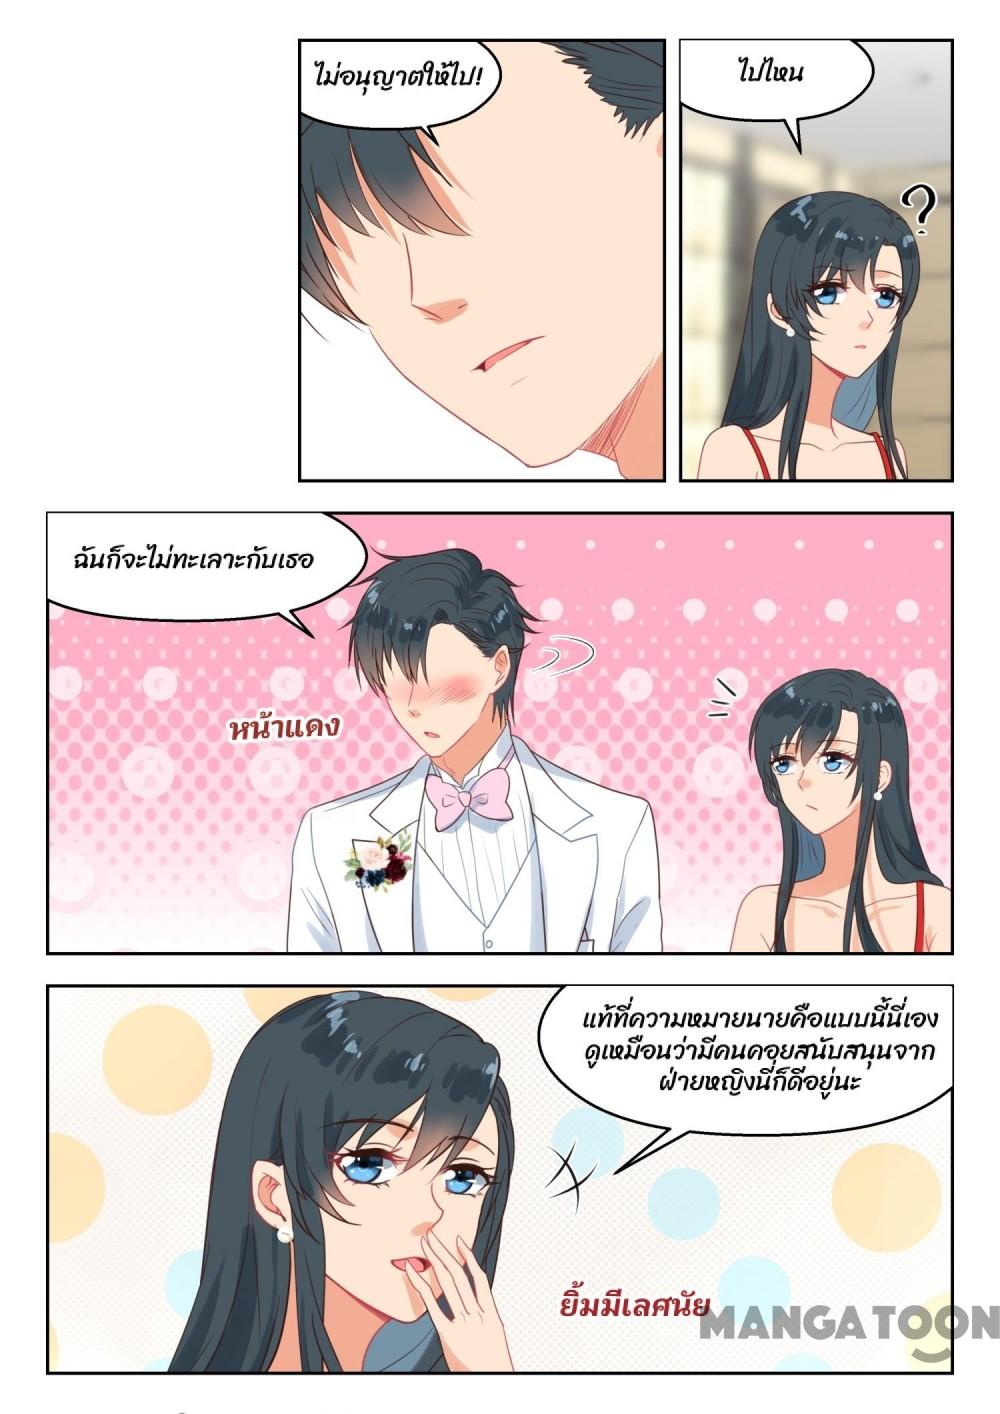 ไม่อนุญาตให้ไป!
ไปไหน
?
ฉันก็จะไม่ทะเลาะกับเธอ
หน้าแดง
แท้ที่ความหมายนายคือแบบนี้นี่เอง
ดูเหมือนว่ามีคนคอยสนับสนุนจาก
ฝ่ายหญิงนี่ก็ดีอยู่นะ
ยิ้มมีเลศนัย
MANGATOON